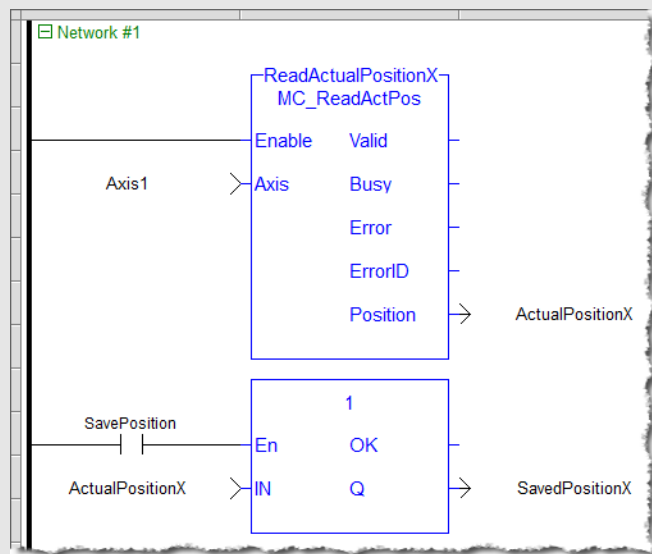 Network #1
ReadActualPositionX
MC_ReadActPos
Enable Valid
Axis1 Axis Busy
Error
ErrorID
Position ActualPositionX
1
SavePosition
En OK
ActualPositionX IN Q SavedPositionX